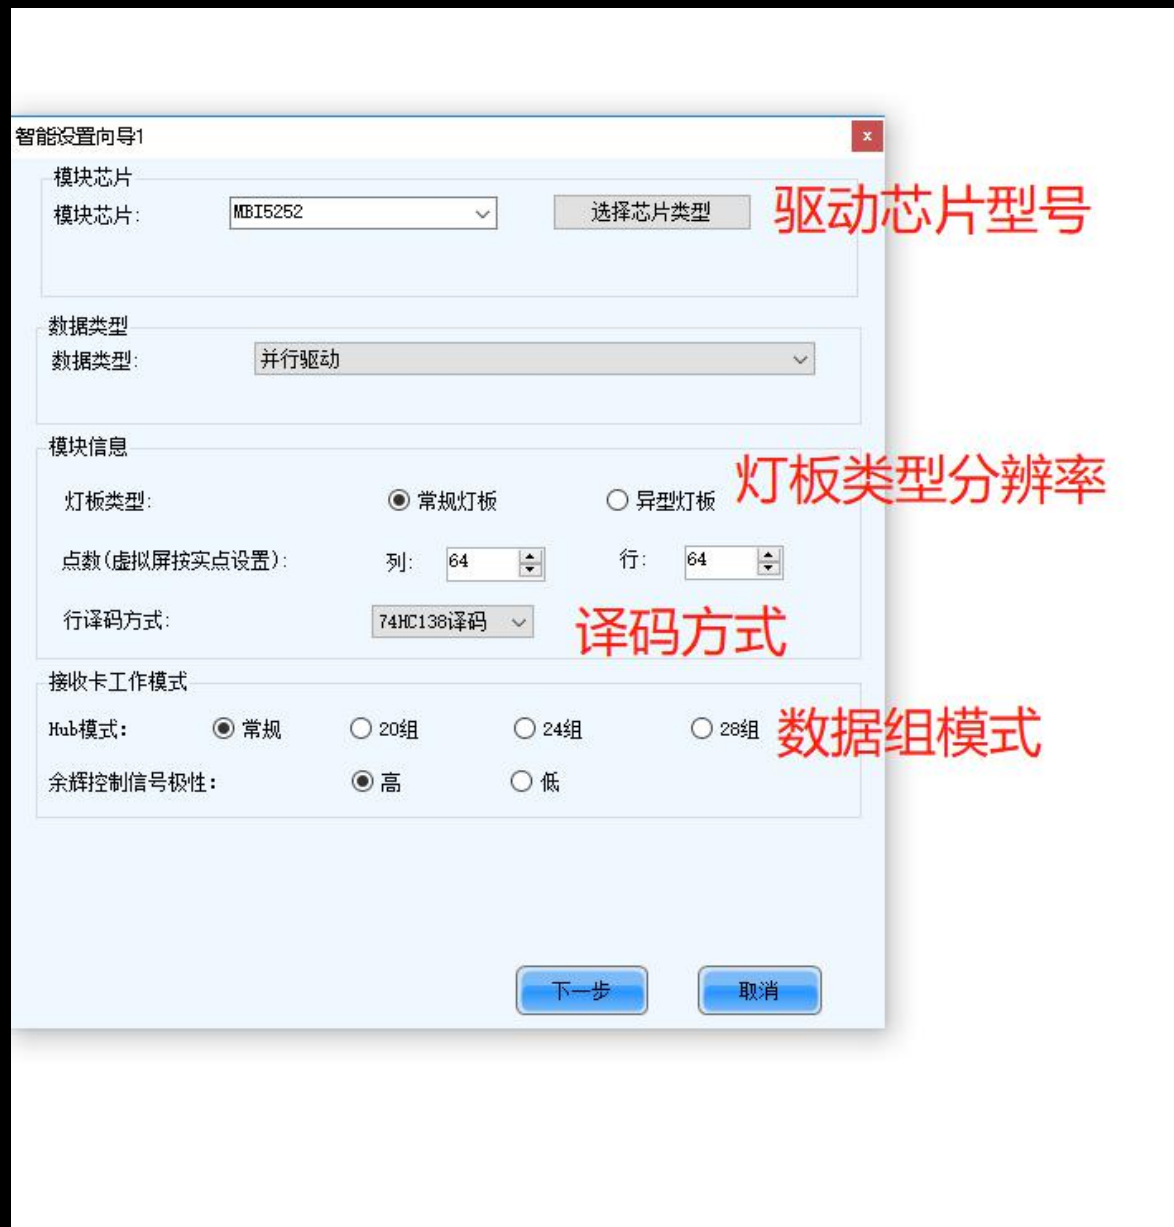 智能设置向导1
x
模块芯片
模块芯片: MBI5252 选择芯片类型 驱动芯片型号
数据类型
数据类型: 并行驱动
模块信息
灯板类型: 常规灯板 异型灯板 灯板类型分辨率
点数(虚拟屏按实点设置): 列: 64 行: 64
行译码方式: 74HC138译码 译码方式
接收卡工作模式
Hub模式: 常规 20组 24组 28组 数据组模式
余辉控制信号极性: 高 低
下一步 取消